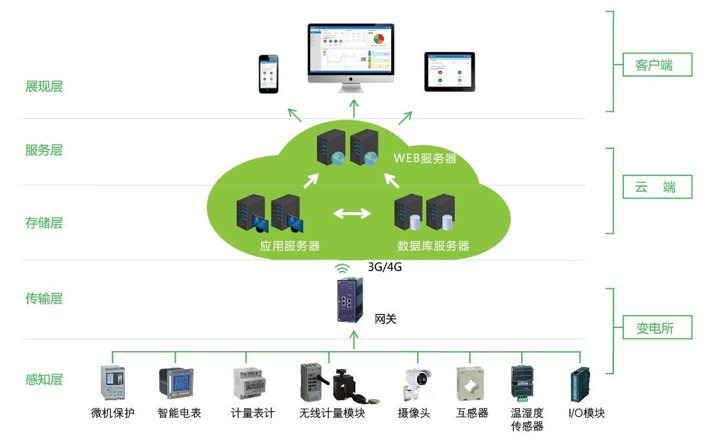 展现层
客户端
服务层
WEB服务器
云 端
存储层
应用服务器
数据库服务器
3G/4G
传输层
网关
变电所
感知层
微机保护
智能电表
计量表计
无线计量模块
摄像头
互感器
温湿度
传感器
I/O模块